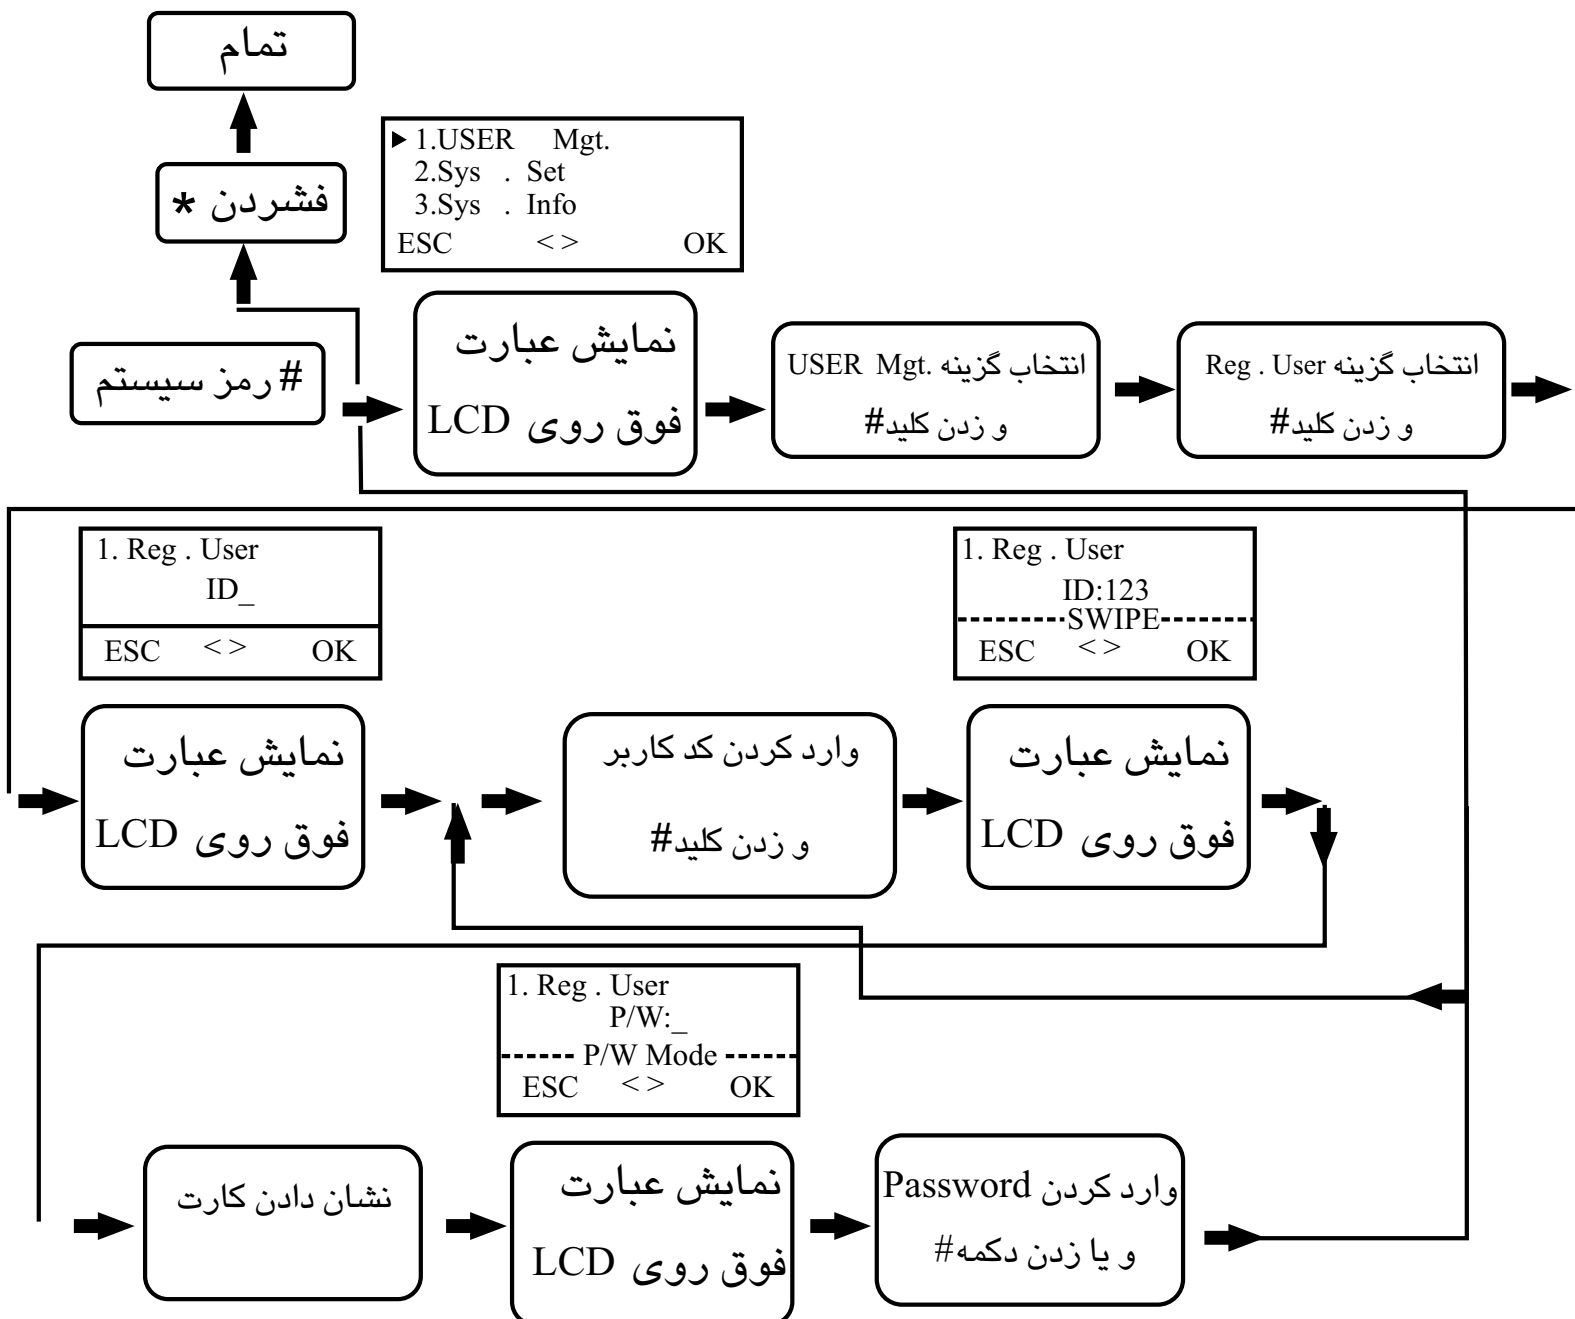 تمام
فشردن *
▶ 1.USER Mgt.
2.Sys . Set
3.Sys . Info
ESC < > OK
# رمز سیستم
نمایش عبارت
فوق روی LCD
انتخاب گزینه USER Mgt.
و زدن کلید#
انتخاب گزینه Reg . User
و زدن کلید#
1. Reg . User
ID_
ESC < > OK
1. Reg . User
ID:123
----------SWIPE---------
ESC < > OK
نمایش عبارت
فوق روی LCD
وارد کردن کد کاربر
و زدن کلید#
نمایش عبارت
فوق روی LCD
1. Reg . User
P/W:_
------ P/W Mode ------
ESC < > OK
نشان دادن کارت
نمایش عبارت
فوق روی LCD
وارد کردن Password
و یا زدن دکمه#